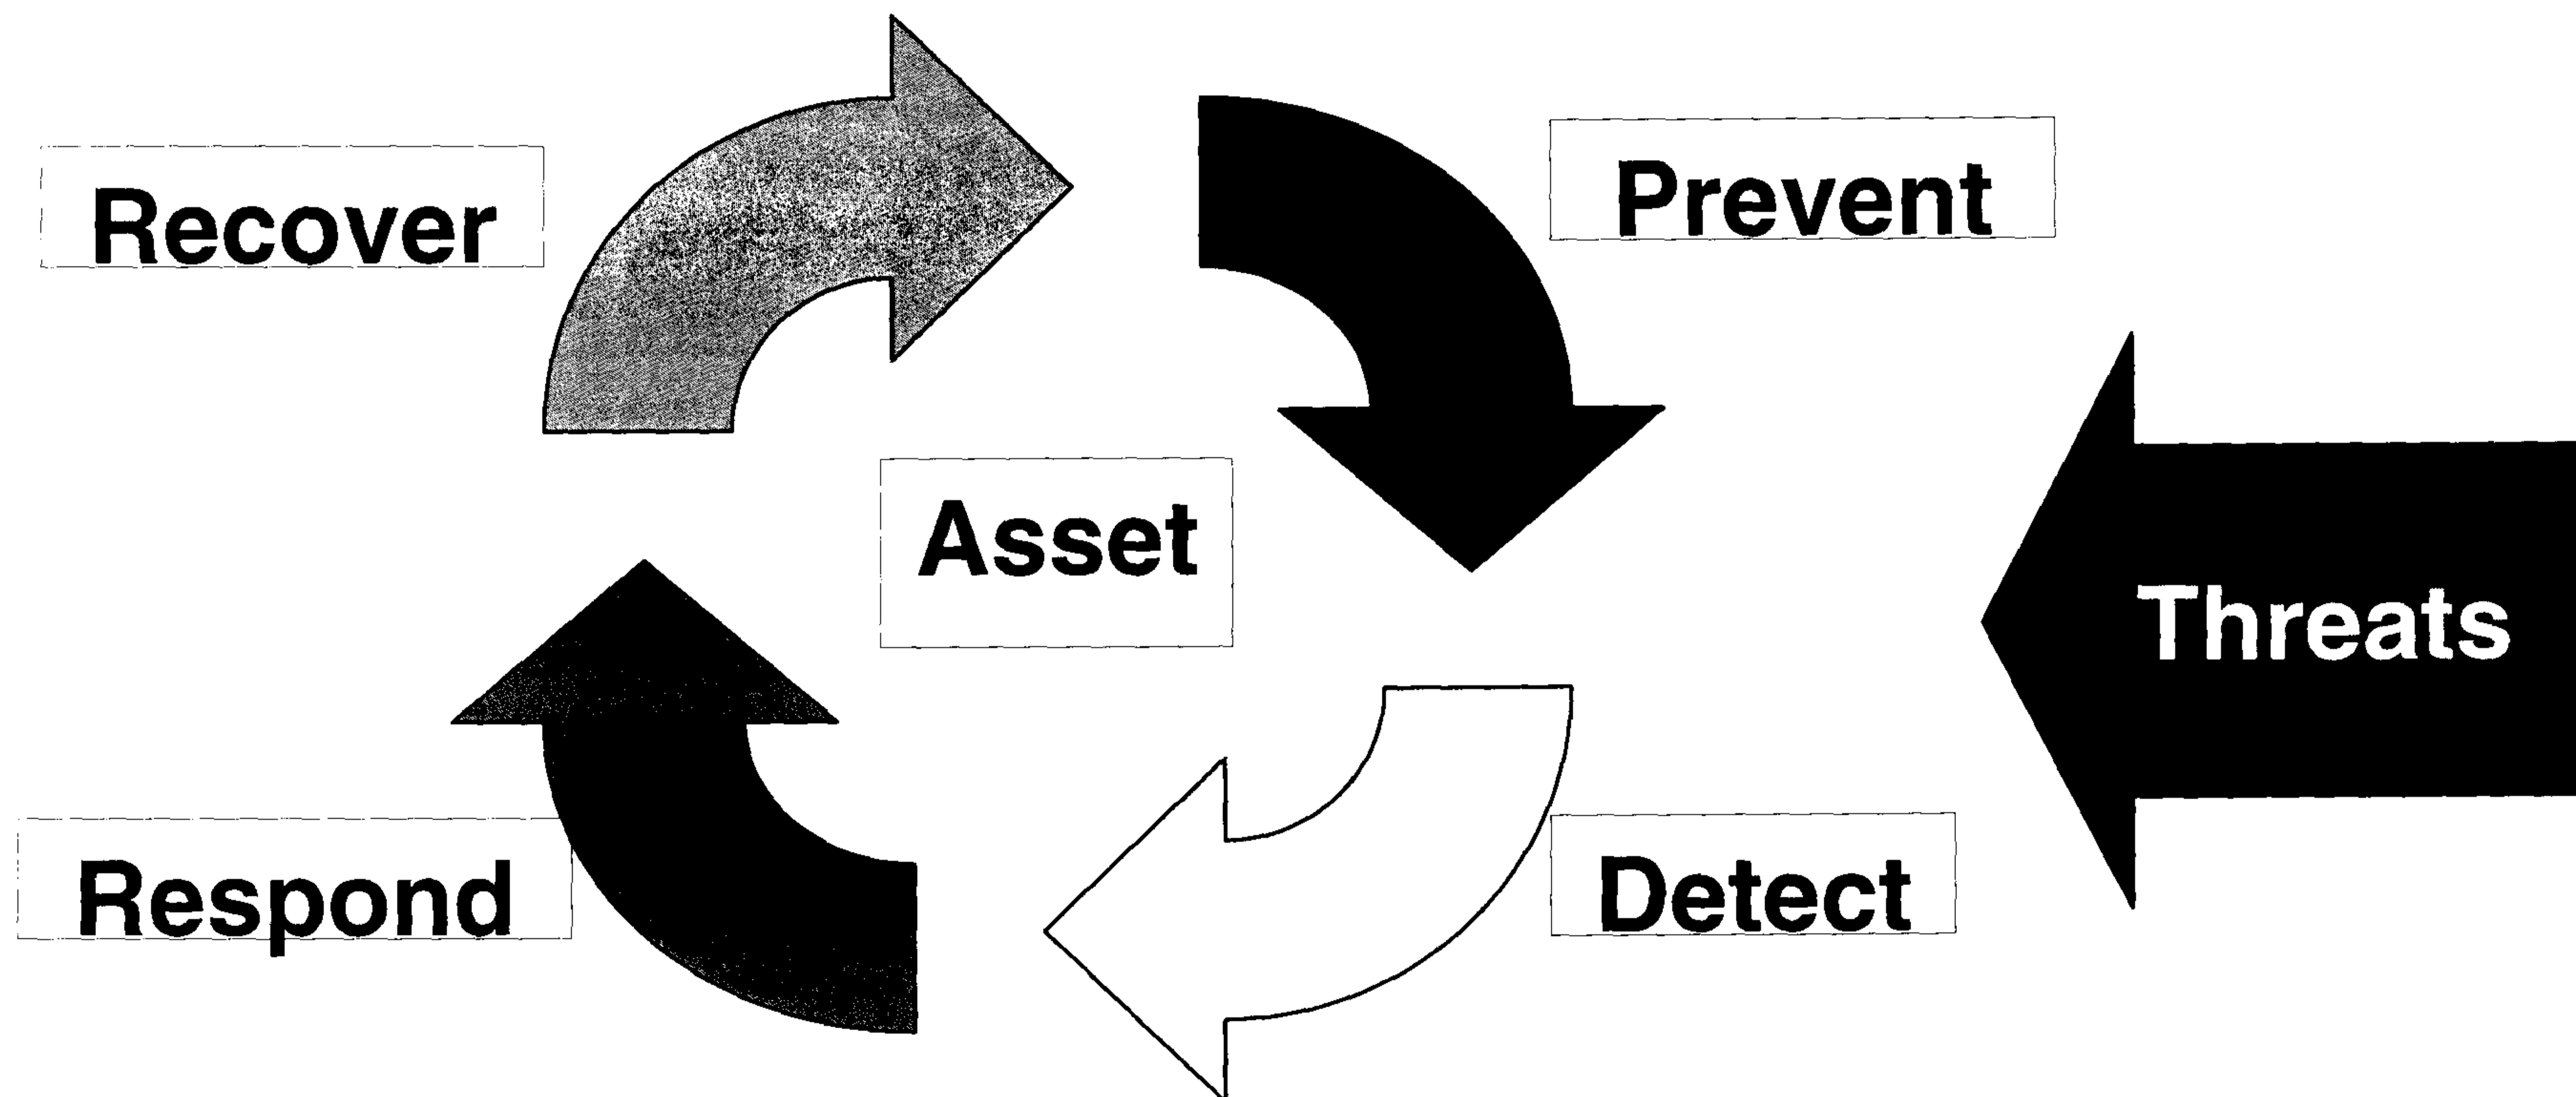 Recover
Prevent
Asset
Threats
Respond
Detect